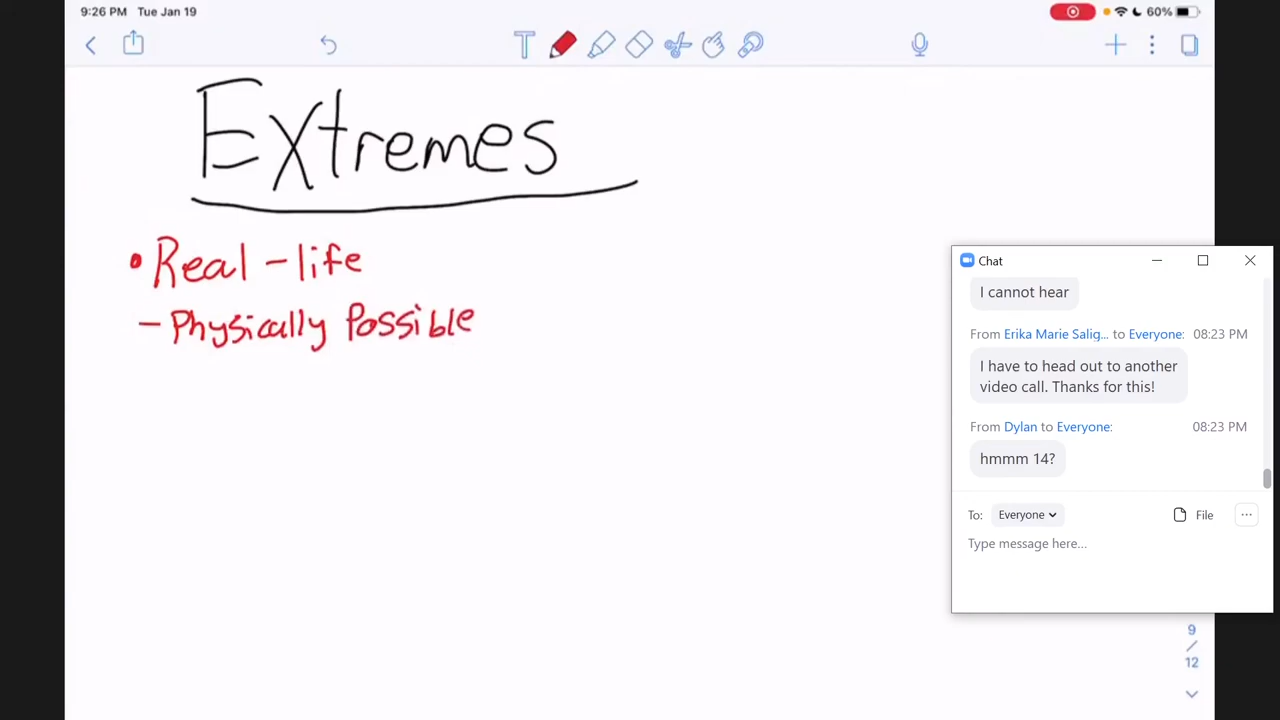 9:26 PM Tue Jan 19
60%
Extremes
• Real-life
- Physically Possible
Chat
I cannot hear
From Erika Marie Salig... to Everyone: 08:23 PM
I have to head out to another
video call. Thanks for this!
From Dylan to Everyone: 08:23 PM
hmmm 14?
To: Everyone File ...
Type message here...
9
/
12